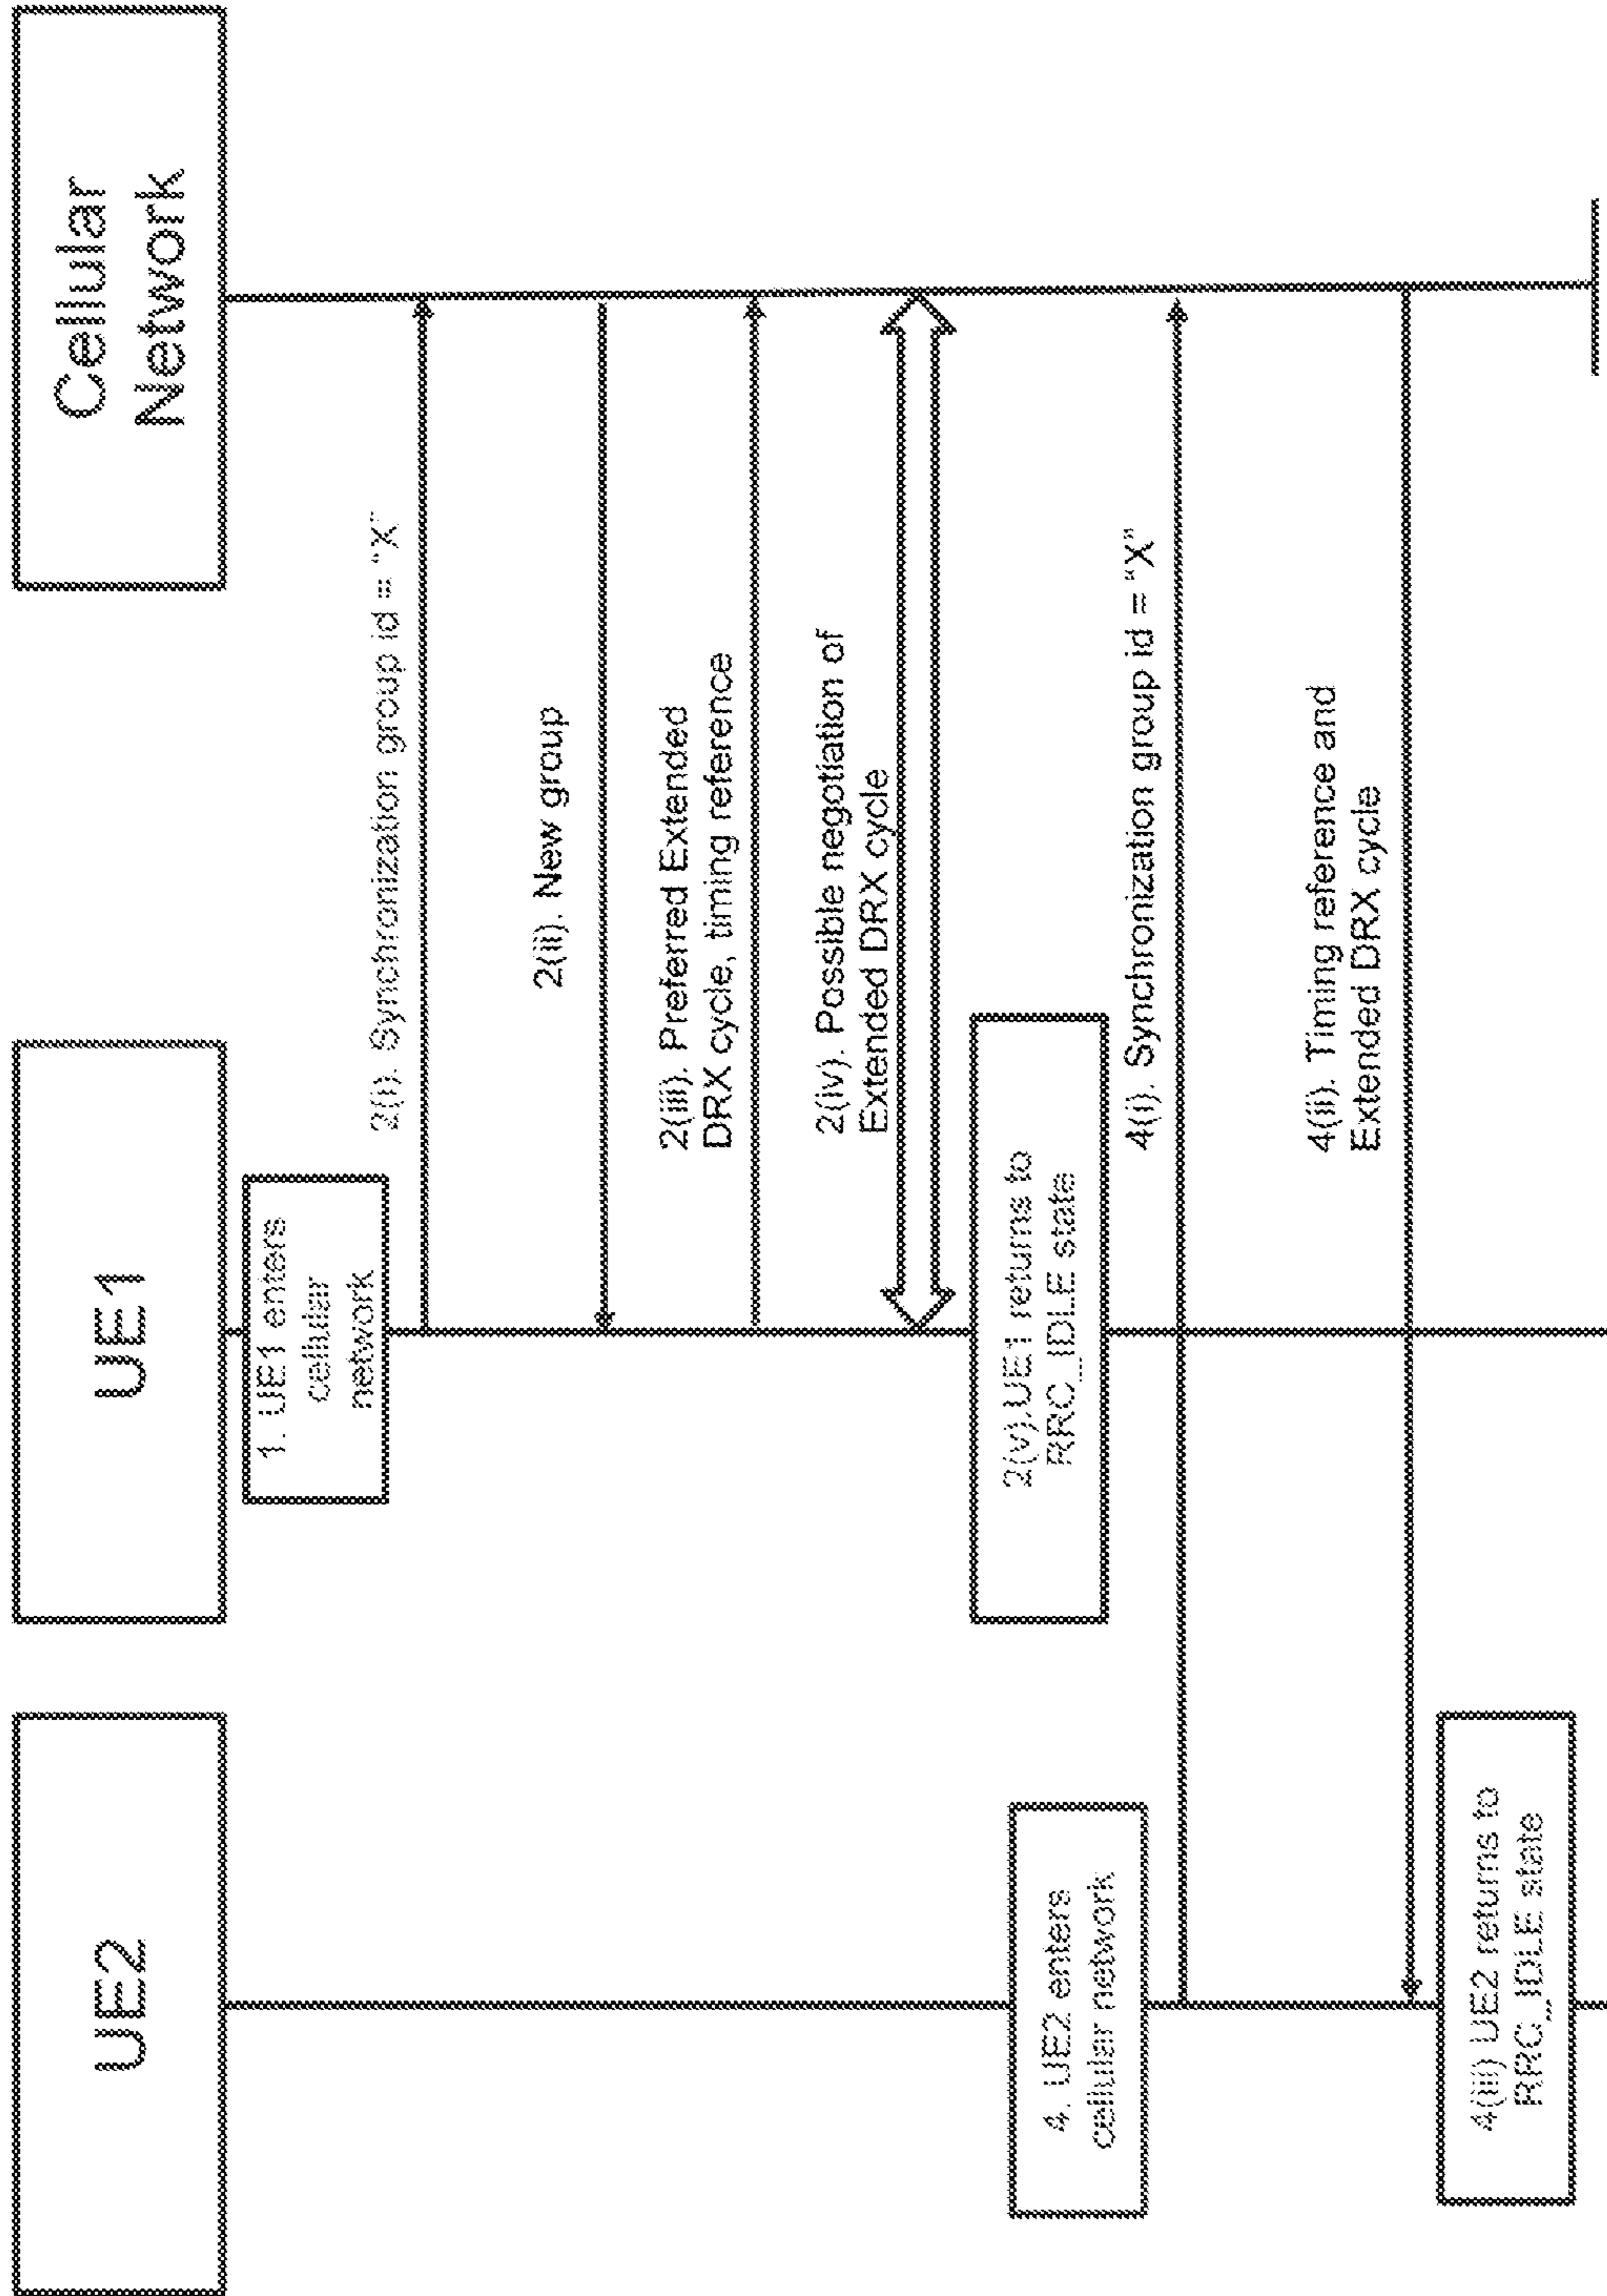 UE2
UE1
Cellular
Network
1. UE1 enters
cellular
network
2(i). Synchronization group id = "X"
2(ii). New group
2(iii). Preferred Extended
DRX cycle, timing reference
2(iv). Possible negotiation of
Extended DRX cycle
2(v).UE1 returns to
RRC_IDLE state
4. UE2 enters
cellular network
4(i). Synchronization group id = "X"
4(ii). Timing reference and
Extended DRX cycle
4(iii) UE2 returns to
RRC_IDLE state